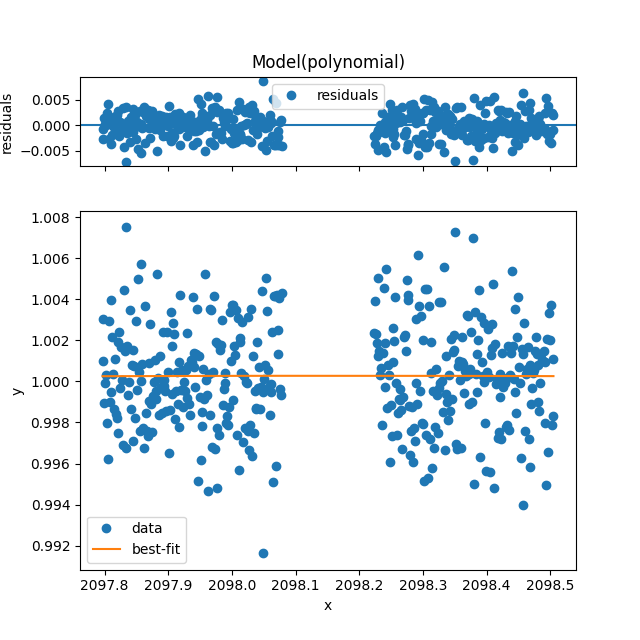 Model(polynomial)
residuals
0.005
0.000
−0.005
residuals
1.008
1.006
1.004
1.002
1.000
0.998
0.996
0.994
0.992
y
data
best-fit
2097.8 2097.9 2098.0 2098.1 2098.2 2098.3 2098.4 2098.5
x